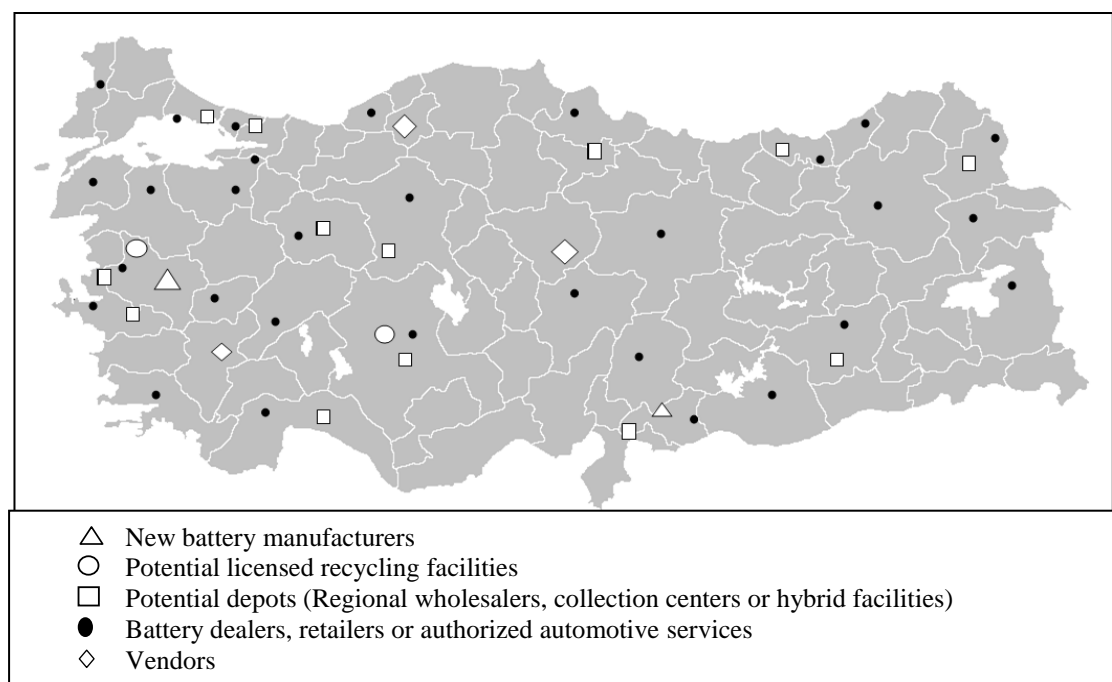 New battery manufacturers
Potential licensed recycling facilities
Potential depots (Regional wholesalers, collection centers or hybrid facilities)
Battery dealers, retailers or authorized automotive services
Vendors